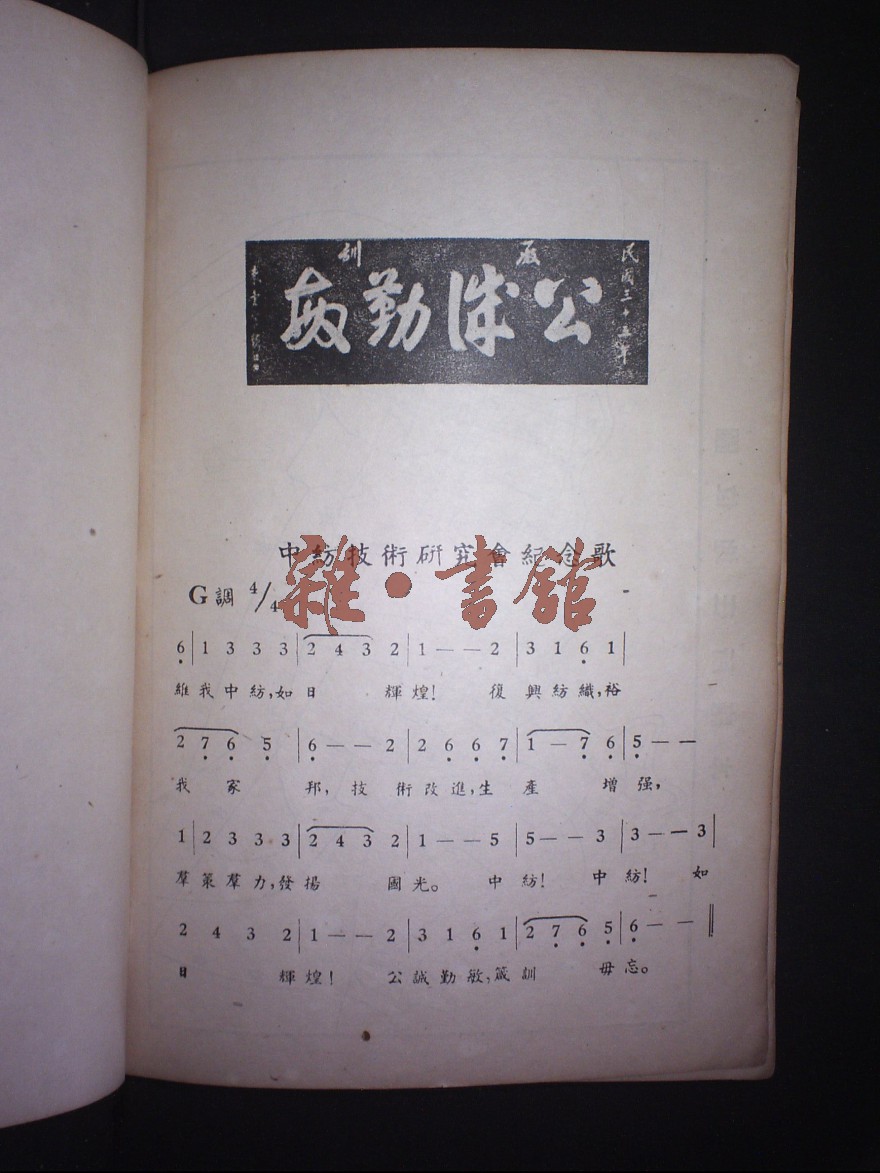 民國三十五年
廠訓
公誠勤敏
中紡技術研究會紀念歌
雜·書館
G調 4/4
6̣ | 1 3 3 3 | 2 4 3 2 | 1 — — 2 | 3 1 6̣ 1 |
維我中紡,如日 輝煌! 復興紡織,裕
2 7̣ 6̣ 5̣ | 6̣ — — 2 | 2 6̣ 6̣ 7̣ | 1 — 7̣ 6̣ | 5̣ — —
我 家 邦, 技 術改進,生產 增强,
1 | 2 3 3 3 | 2 4 3 2 | 1 — — 5 | 5 — — 3 | 3 — — 3 |
羣策羣力,發揚 國光。 中紡! 中紡! 如
2 4 3 2 | 1 — — 2 | 3 1 6̣ 1 | 2 7̣ 6̣ 5̣ | 6̣ — — ‖
日 輝煌! 公誠勤敏,箴訓 毋忘。